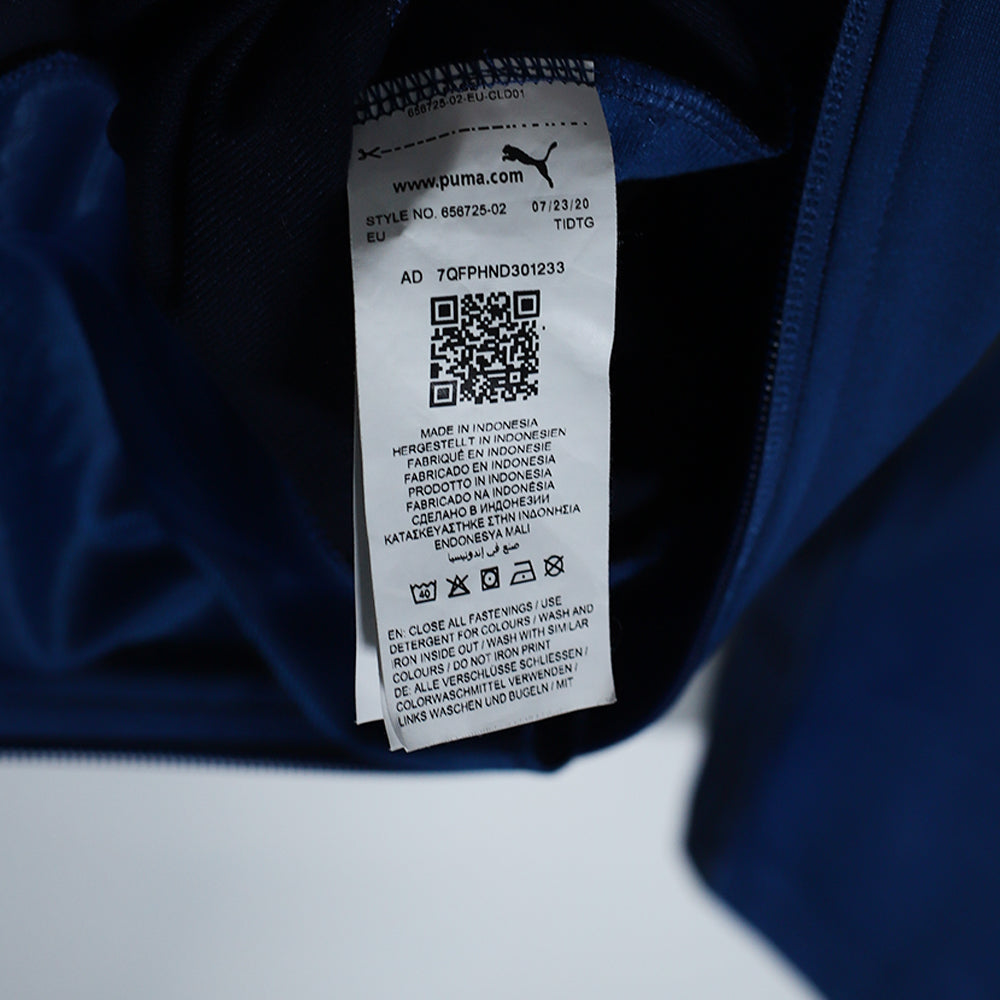 656725-02-EU-CLD01
www.puma.com
STYLE NO. 656725-02 07/23/20
EU TIDTG
AD 7QFPHND301233
MADE IN INDONESIA
HERGESTELLT IN INDONESIEN
FABRIQUÉ EN INDONESIE
FABRICADO EN INDONESIA
PRODOTTO IN INDONESIA
FABRICADO NA INDONÉSIA
СДЕЛАНО В ИНДОНЕЗИИ
ΚΑΤΑΣΚΕΥΑΣΤΗΚΕ ΣΤΗΝ ΙΝΔΟΝΗΣΙΑ
ENDONESYA MALI
صنع في إندونيسيا
40
EN: CLOSE ALL FASTENINGS / USE
DETERGENT FOR COLOURS / WASH AND
IRON INSIDE OUT / WASH WITH SIMILAR
COLOURS / DO NOT IRON PRINT
DE: ALLE VERSCHLÜSSE SCHLIESSEN /
COLORWASCHMITTEL VERWENDEN /
LINKS WASCHEN UND BÜGELN / MIT